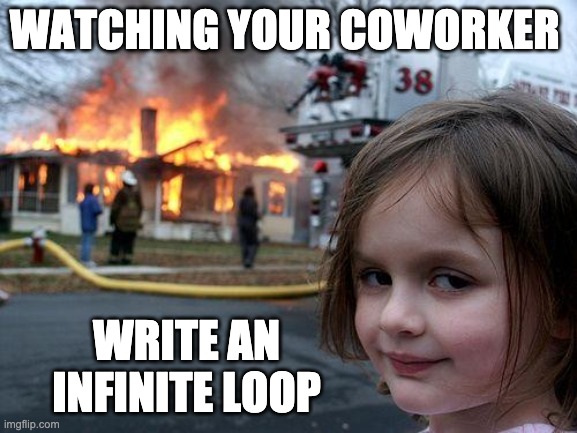 WATCHING YOUR COWORKER
38
WRITE AN
INFINITE LOOP
imgflip.com